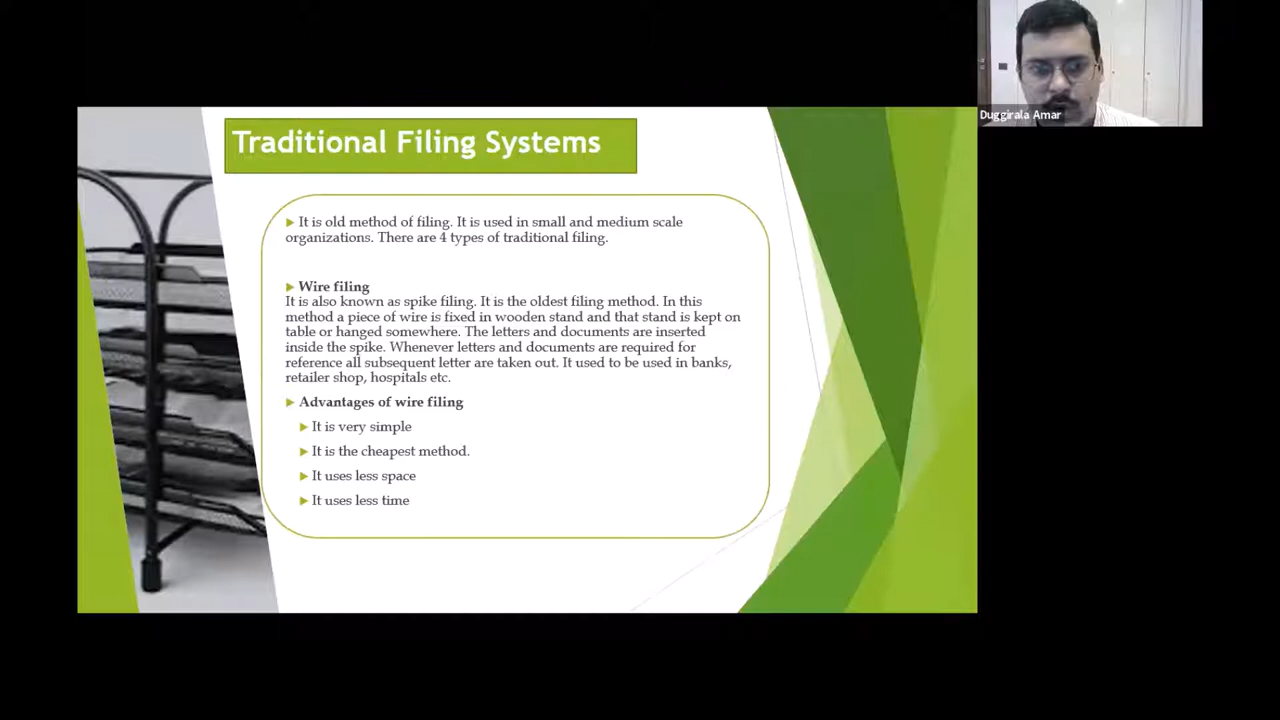 Duggirala Amar
Traditional Filing Systems
It is old method of filing. It is used in small and medium scale
organizations. There are 4 types of traditional filing.
Wire filing
It is also known as spike filing. It is the oldest filing method. In this
method a piece of wire is fixed in wooden stand and that stand is kept on
table or hanged somewhere. The letters and documents are inserted
inside the spike. Whenever letters and documents are required for
reference all subsequent letter are taken out. It used to be used in banks,
retailer shop, hospitals etc.
Advantages of wire filing
It is very simple
It is the cheapest method.
It uses less space
It uses less time